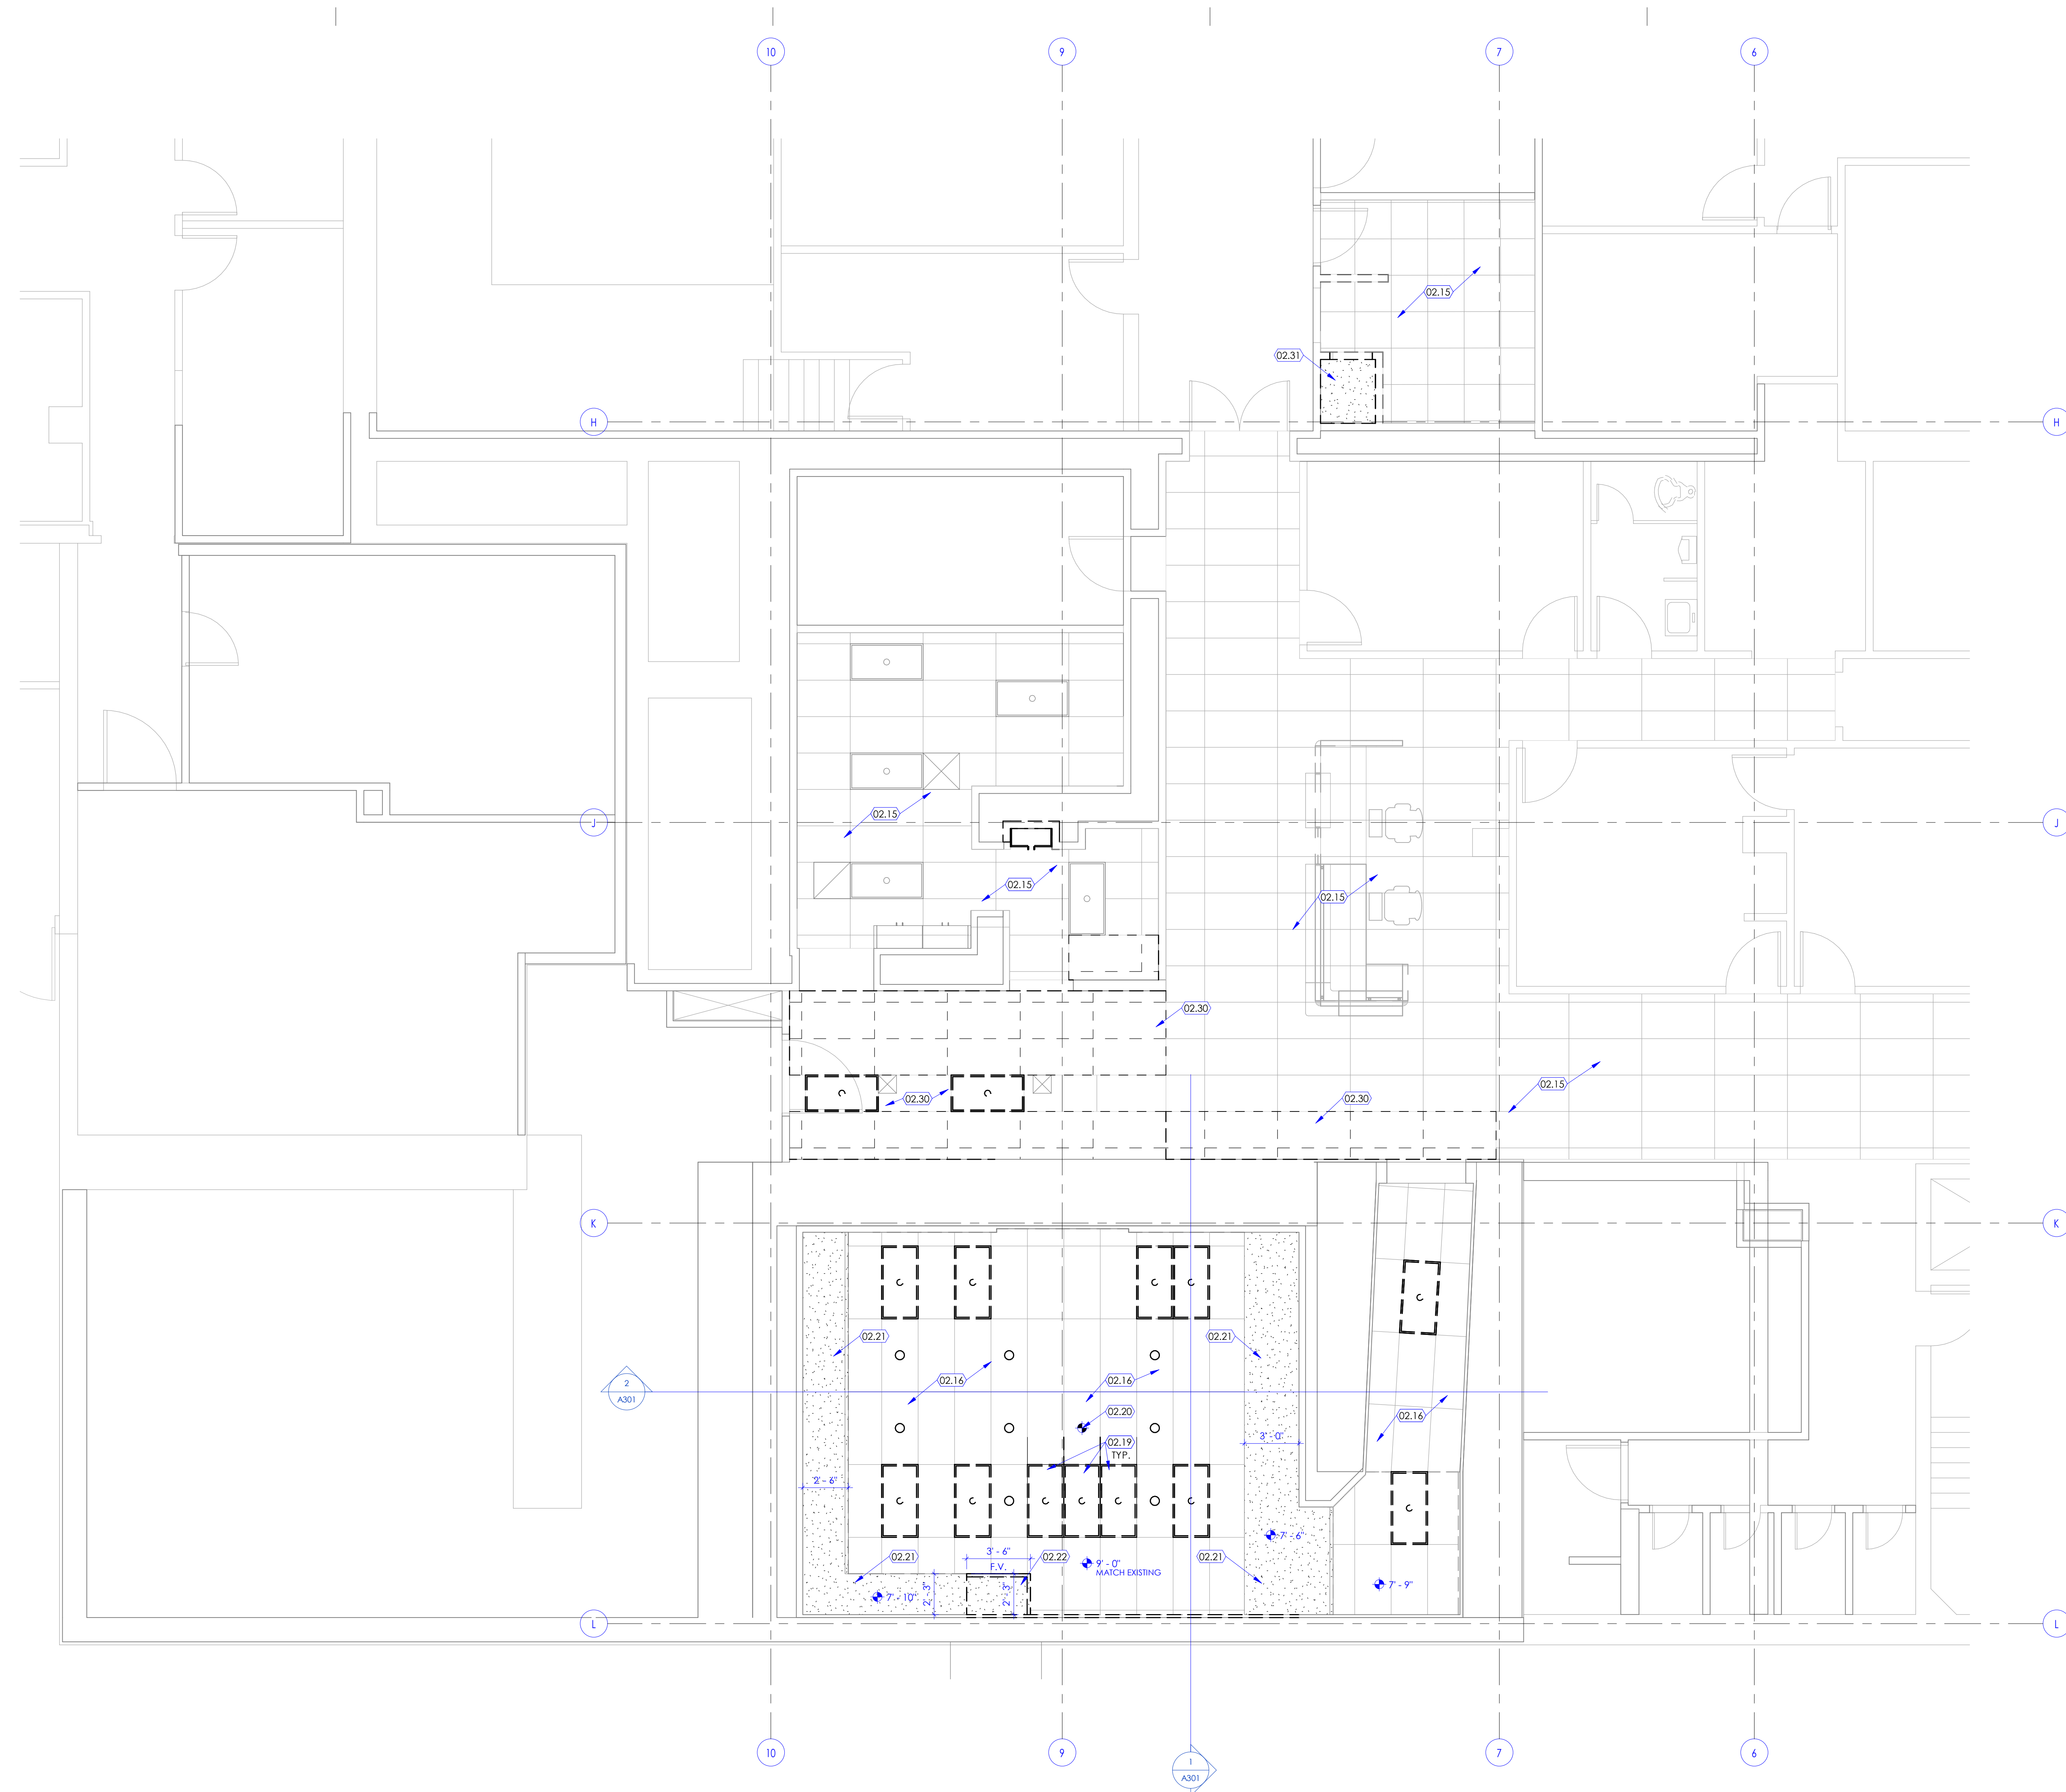 10
9
7
6
02.15
02.31
H
H
02.15
J
J
02.15
02.15
02.30
02.15
02.30
02.30
K
K
02.21
02.21
02.16
02.16
2
A301
02.20
02.16
02.19
TYP.
3' - 0"
2' - 6"
7' - 6"
3' - 6"
02.21
F.V.
02.22
9' - 0"
MATCH EXISTING
02.21
7' - 9"
7' - 10"
2' - 3"
2' - 3"
L
L
10
9
7
6
1
A301